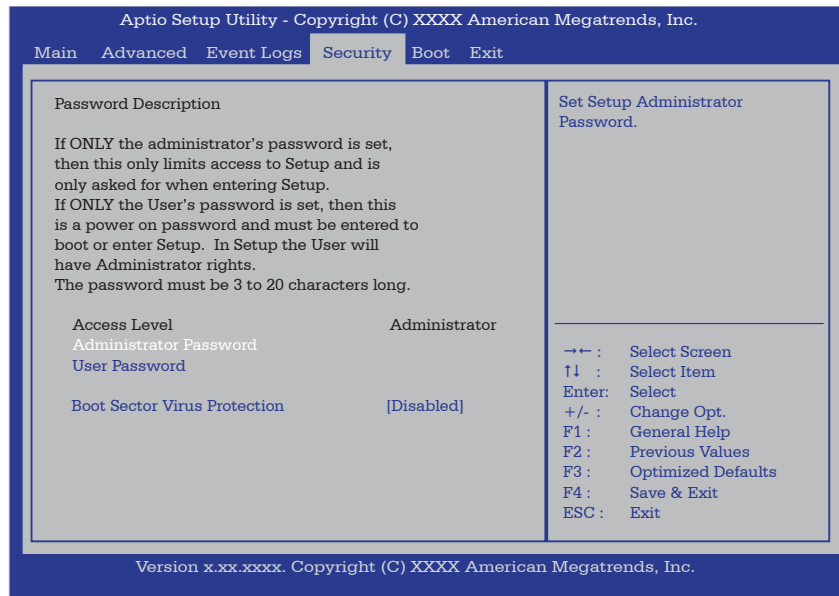 Aptio Setup Utility - Copyright (C) XXXX American Megatrends, Inc.
Main Advanced Event Logs Security Boot Exit
Password Description
If ONLY the administrator's password is set,
then this only limits access to Setup and is
only asked for when entering Setup.
If ONLY the User's password is set, then this
is a power on password and must be entered to
boot or enter Setup. In Setup the User will
have Administrator rights.
The password must be 3 to 20 characters long.
Access Level Administrator
Administrator Password
User Password
Boot Sector Virus Protection [Disabled]
Set Setup Administrator
Password.
→← : Select Screen
↑↓ : Select Item
Enter: Select
+/- : Change Opt.
F1 : General Help
F2 : Previous Values
F3 : Optimized Defaults
F4 : Save & Exit
ESC : Exit
Version x.xx.xxxx. Copyright (C) XXXX American Megatrends, Inc.